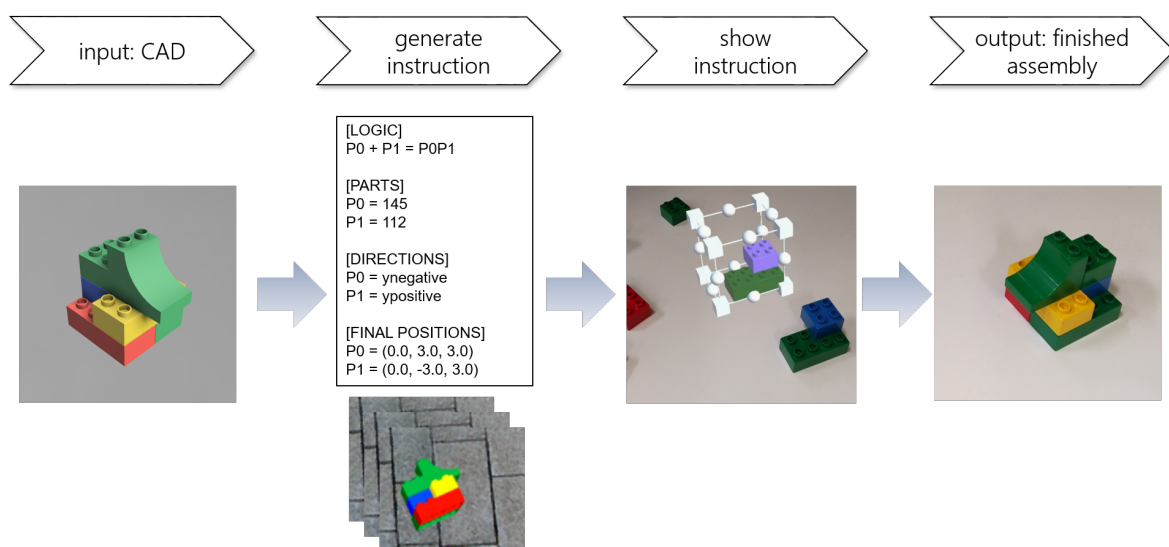 input: CAD
generate
instruction
show
instruction
output: finished
assembly
[LOGIC]
P0 + P1 = P0P1
[PARTS]
P0 = 145
P1 = 112
[DIRECTIONS]
P0 = ynegative
P1 = ypositive
[FINAL POSITIONS]
P0 = (0.0, 3.0, 3.0)
P1 = (0.0, -3.0, 3.0)